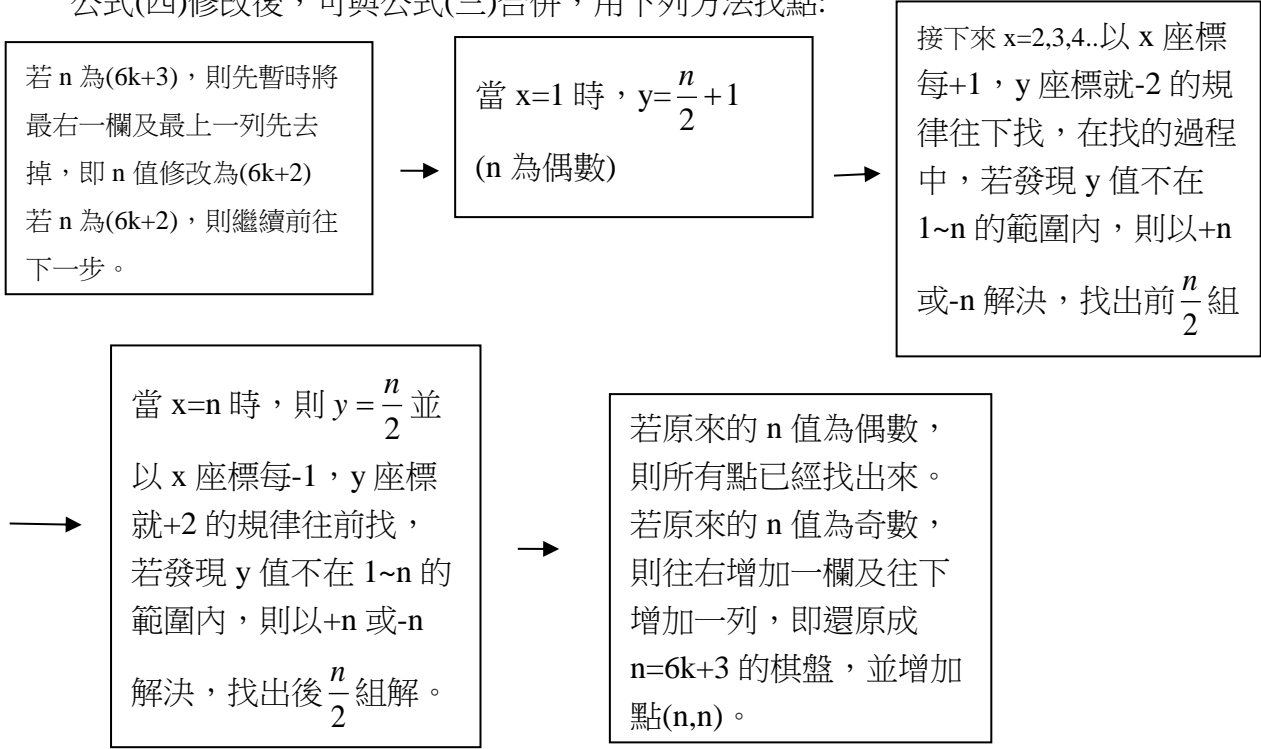 公式(四)修改後，可與公式(三)合併，用下列方法找點:
若 n 為(6k+3)，則先暫時將
最右一欄及最上一列先去
掉，即 n 值修改為(6k+2)
若 n 為(6k+2)，則繼續前往
下一步。
當 x=1 時，y=n/2+1
(n 為偶數)
接下來 x=2,3,4..以 x 座標
每+1，y 座標就-2 的規
律往下找，在找的過程
中，若發現 y 值不在
1~n 的範圍內，則以+n
或-n 解決，找出前n/2組
當 x=n 時，則 y=n/2 並
以 x 座標每-1，y 座標
就+2 的規律往前找，
若發現 y 值不在 1~n 的
範圍內，則以+n 或-n
解決，找出後n/2組解。
若原來的 n 值為偶數，
則所有點已經找出來。
若原來的 n 值為奇數，
則往右增加一欄及往下
增加一列，即還原成
n=6k+3 的棋盤，並增加
點(n,n)。